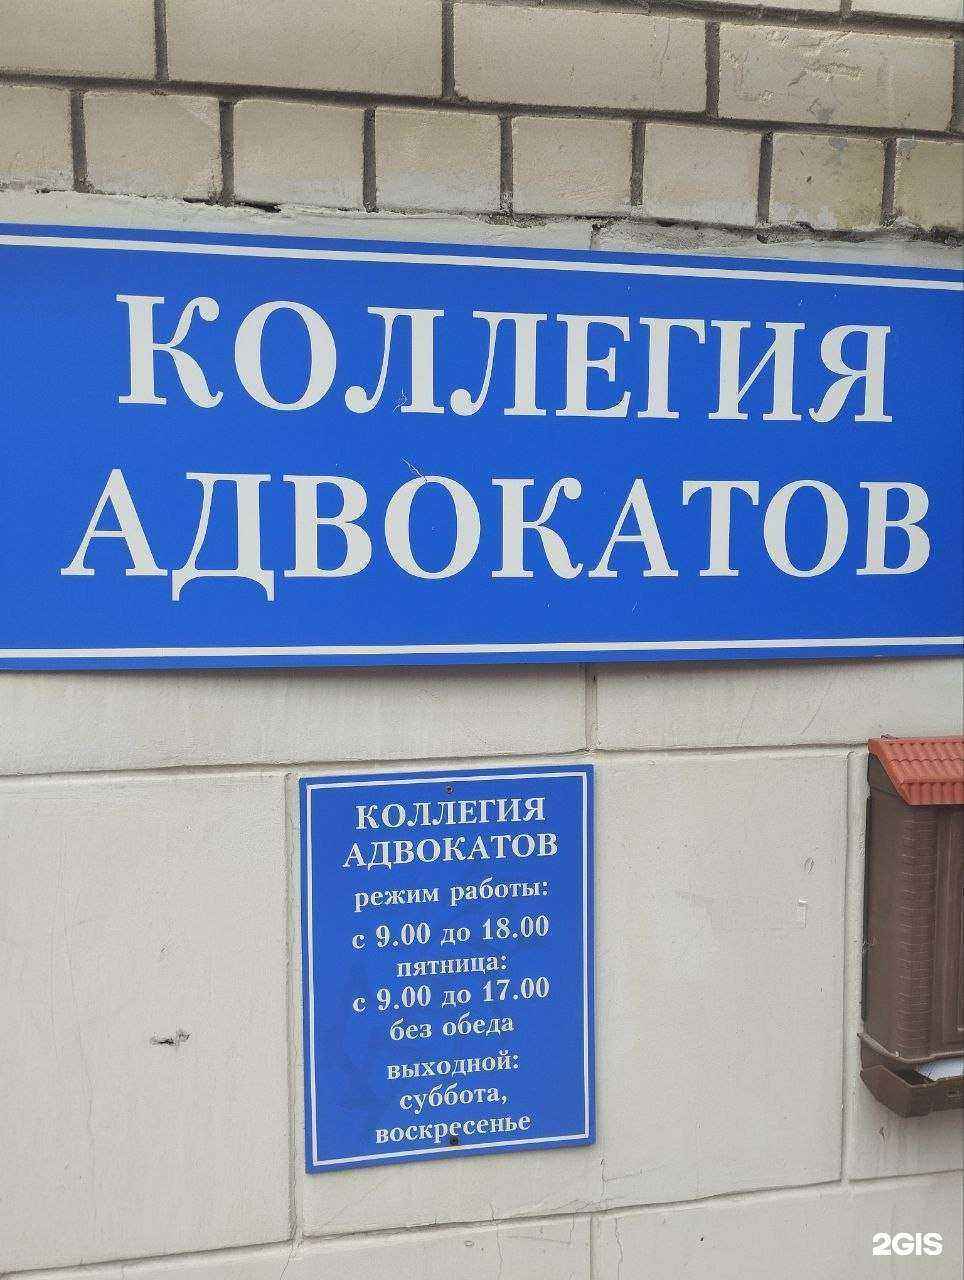 КОЛЛЕГИЯ
АДВОКАТОВ
КОЛЛЕГИЯ
АДВОКАТОВ
режим работы:
с 9.00 до 18.00
пятница:
с 9.00 до 17.00
без обеда
выходной:
суббота,
воскресенье
2GIS